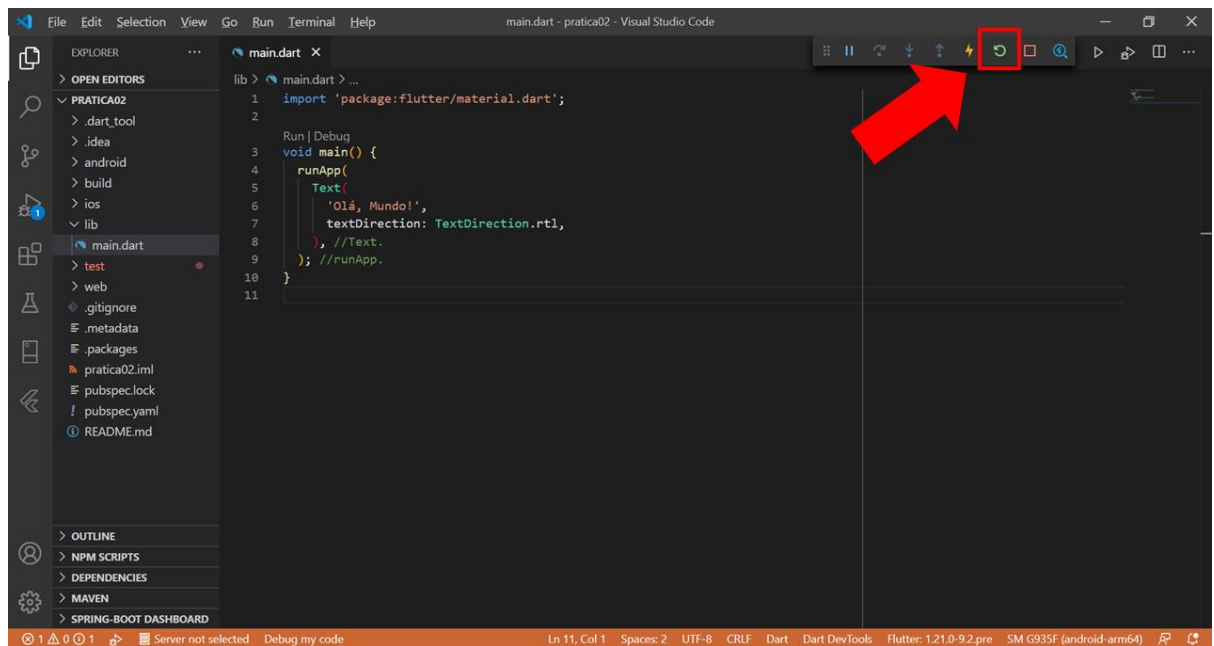 File Edit Selection View Go Run Terminal Help
main.dart - pratica02 - Visual Studio Code
EXPLORER
OPEN EDITORS
PRATICA02
.dart_tool
.idea
android
build
ios
lib
main.dart
test
web
.gitignore
.metadata
.packages
pratica02.iml
pubspec.lock
pubspec.yaml
README.md
OUTLINE
NPM SCRIPTS
DEPENDENCIES
MAVEN
SPRING-BOOT DASHBOARD
main.dart
lib > main.dart > ...
1 import 'package:flutter/material.dart';
2
Run | Debug
3 void main() {
4 runApp(
5 Text(
6 'Olá, Mundo!',
7 textDirection: TextDirection.rtl,
8 ), //Text.
9 ); //runApp.
10 }
11
1
1 0 1 Server not selected Debug my code Ln 11, Col 1 Spaces: 2 UTF-8 CRLF Dart Dart DevTools Flutter: 1.21.0-9.2.pre SM G935F (android-arm64)